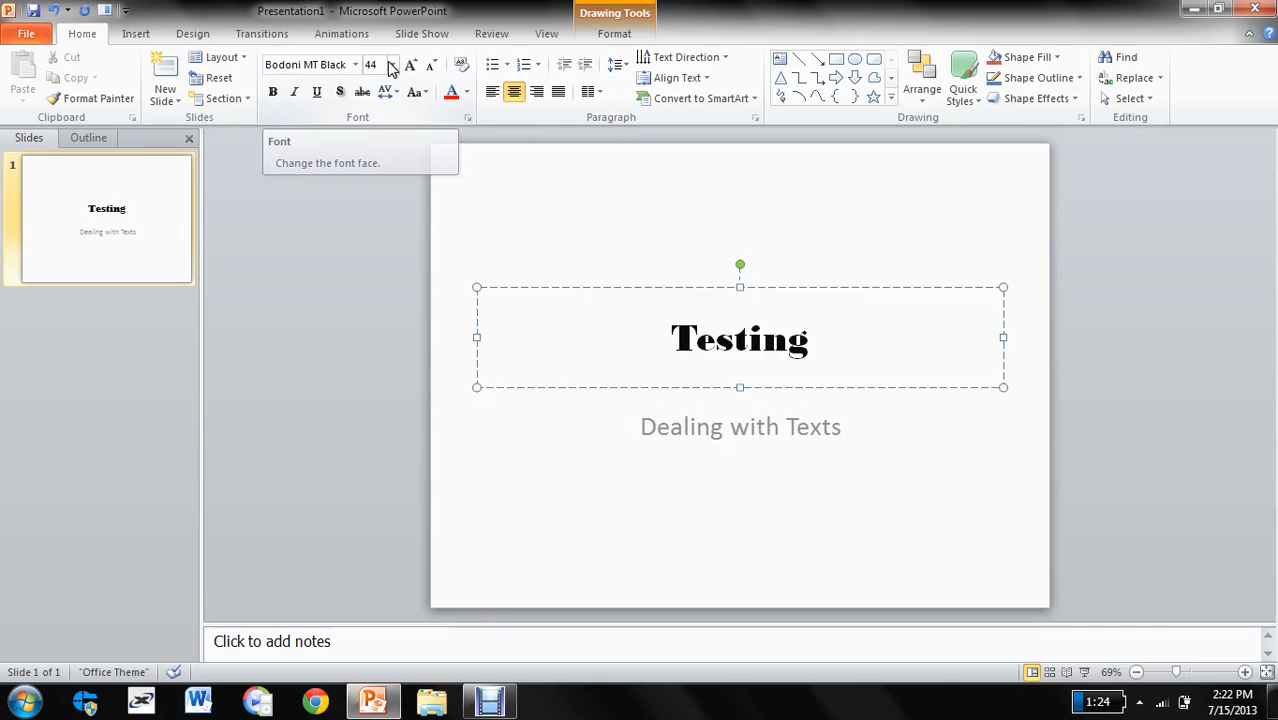 Presentation1 - Microsoft PowerPoint
Drawing Tools
File Home Insert Design Transitions Animations Slide Show Review View Format
Paste
Cut
Copy
Format Painter
Clipboard
New Slide
Layout
Reset
Section
Slides
Bodoni MT Black 44
B I U S abc AV Aa A
Font
Text Direction
Align Text
Convert to SmartArt
Paragraph
Arrange
Quick Styles
Shape Fill
Shape Outline
Shape Effects
Drawing
Find
Replace
Select
Editing
Slides Outline
Font
Change the font face.
1
Testing
Dealing with Texts
Testing
Dealing with Texts
Click to add notes
Slide 1 of 1 "Office Theme" 69%
1:24
2:22 PM
7/15/2013